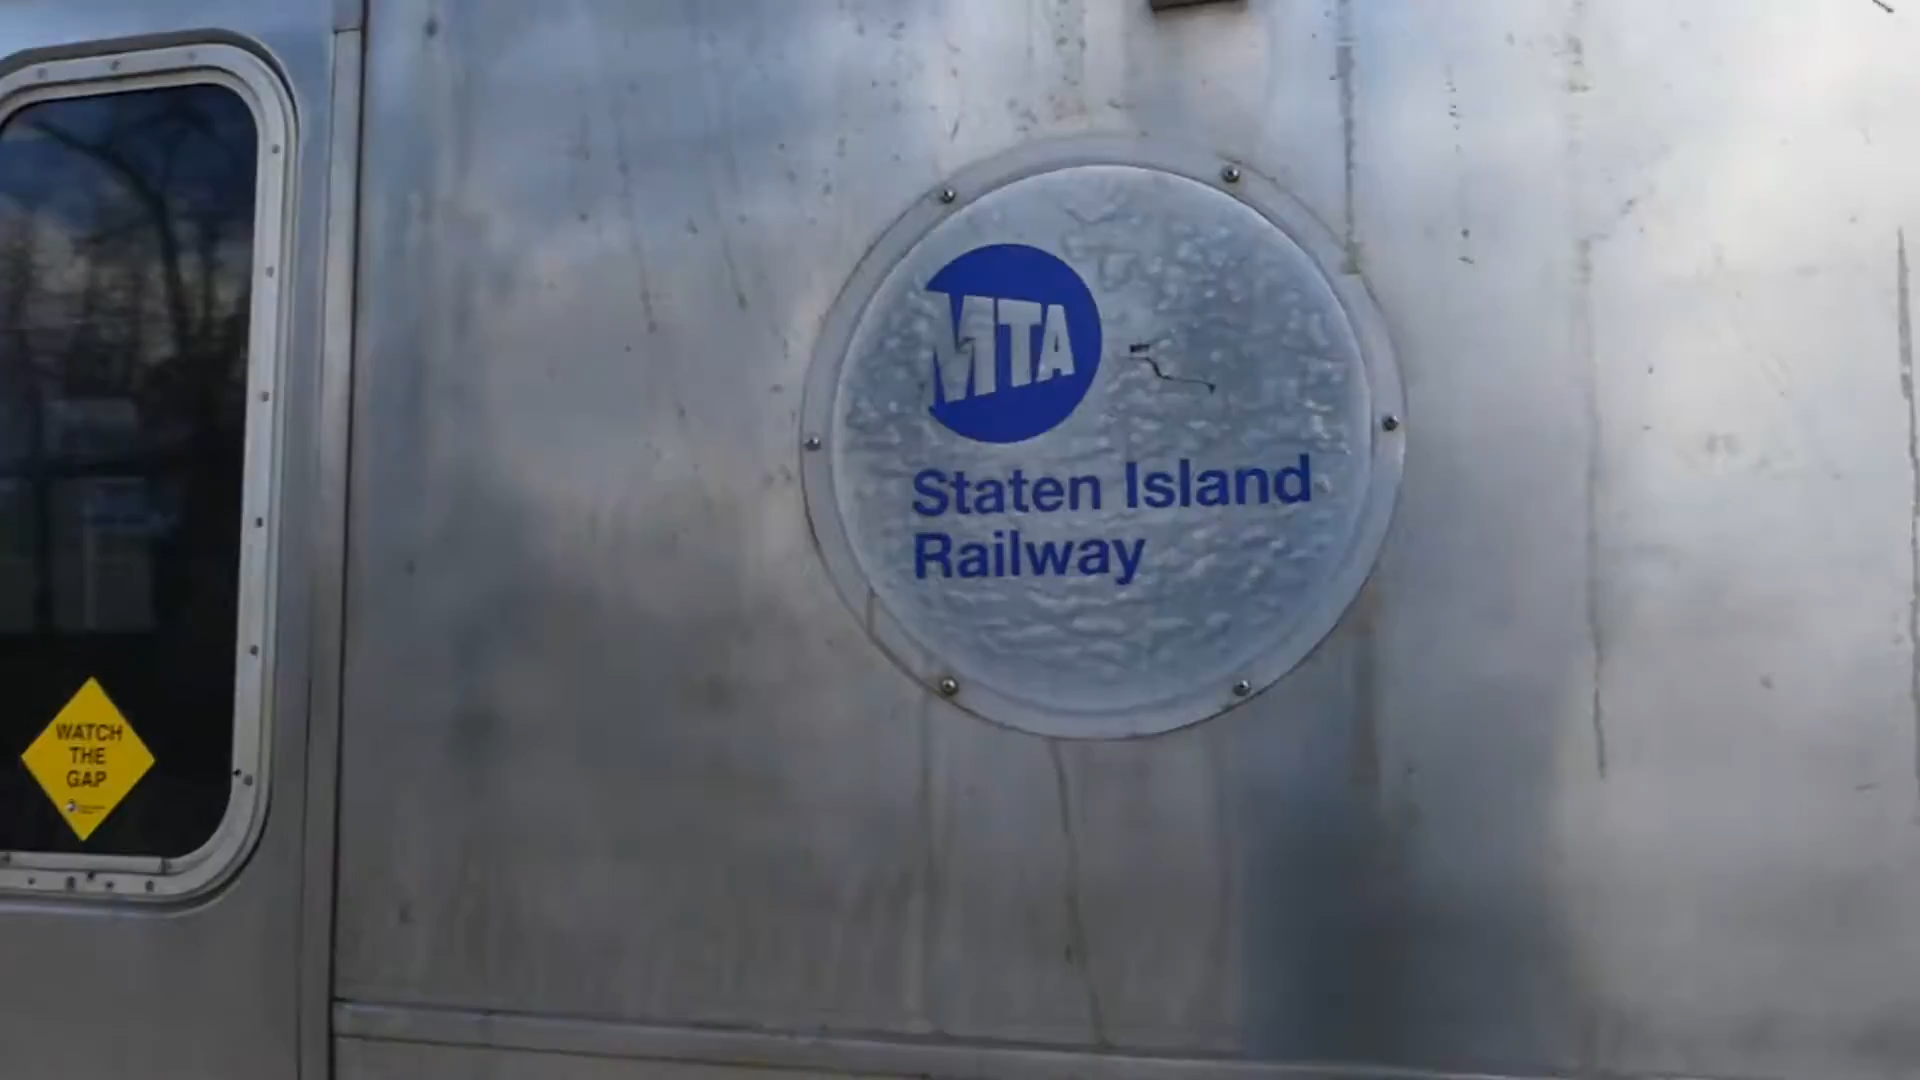 MTA
Staten Island
Railway
WATCH
THE
GAP